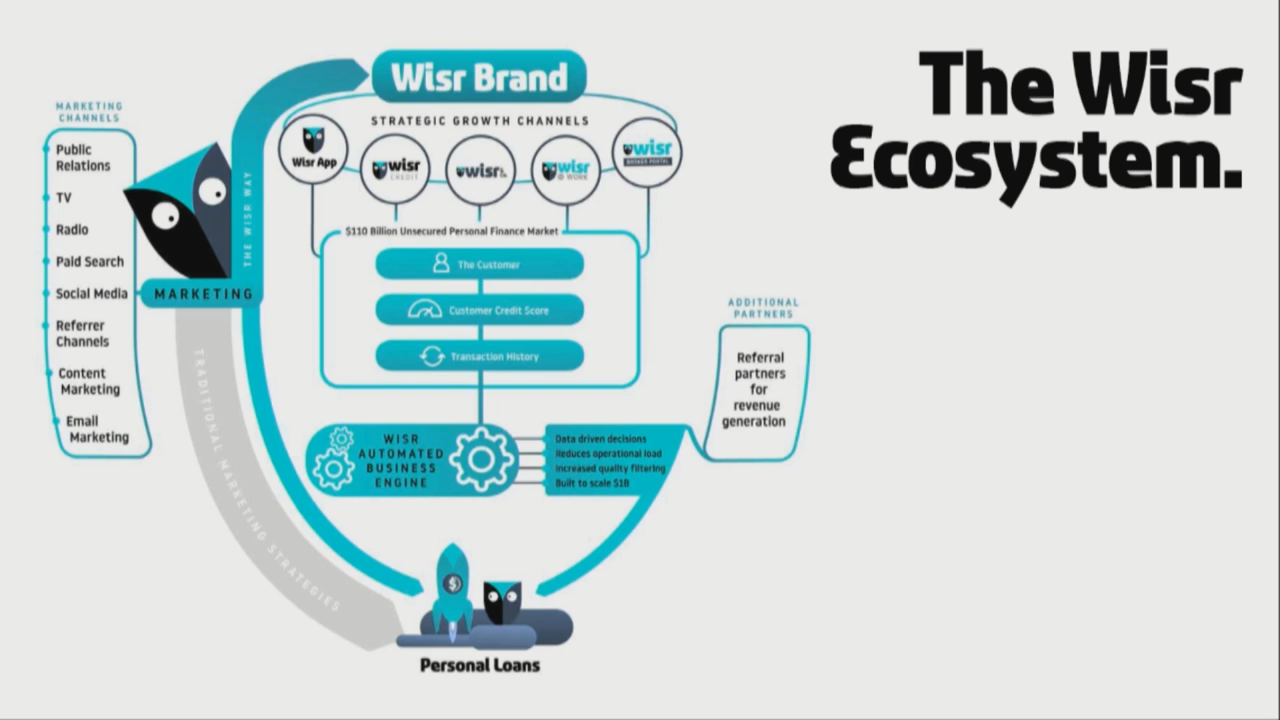 The Wisr
Ecosystem.
Wisr Brand
STRATEGIC GROWTH CHANNELS
Wisr App
wisr
CREDIT
wisr
wisr
@ WORK
wisr
BROKER PORTAL
MARKETING
CHANNELS
Public
Relations
TV
Radio
Paid Search
Social Media
Referrer
Channels
Content
Marketing
Email
Marketing
THE WISR WAY
MARKETING
TRADITIONAL MARKETING STRATEGIES
$110 Billion Unsecured Personal Finance Market
The Customer
Customer Credit Score
Transaction History
WISR
AUTOMATED
BUSINESS
ENGINE
Data driven decisions
Reduces operational load
Increased quality filtering
Built to scale $1B
ADDITIONAL
PARTNERS
Referral
partners
for
revenue
generation
$
Personal Loans